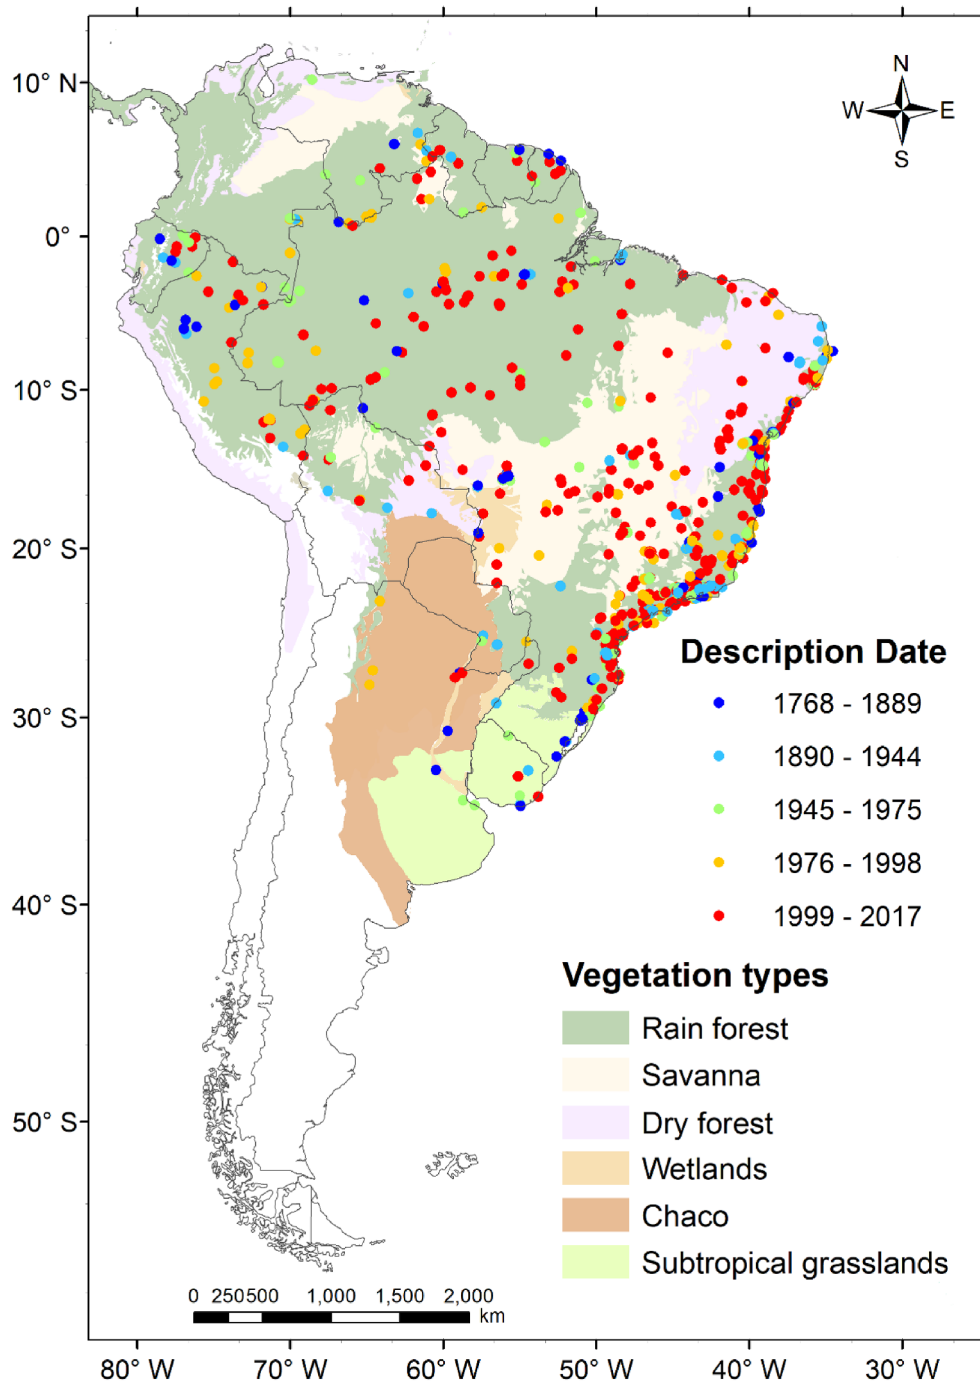 N
W E
S
10° N
0°
10° S
20° S
30° S
40° S
50° S
Description Date
1768 - 1889
1890 - 1944
1945 - 1975
1976 - 1998
1999 - 2017
Vegetation types
Rain forest
Savanna
Dry forest
Wetlands
Chaco
Subtropical grasslands
0 250500 1,000 1,500 2,000
km
80° W 70° W 60° W 50° W 40° W 30° W